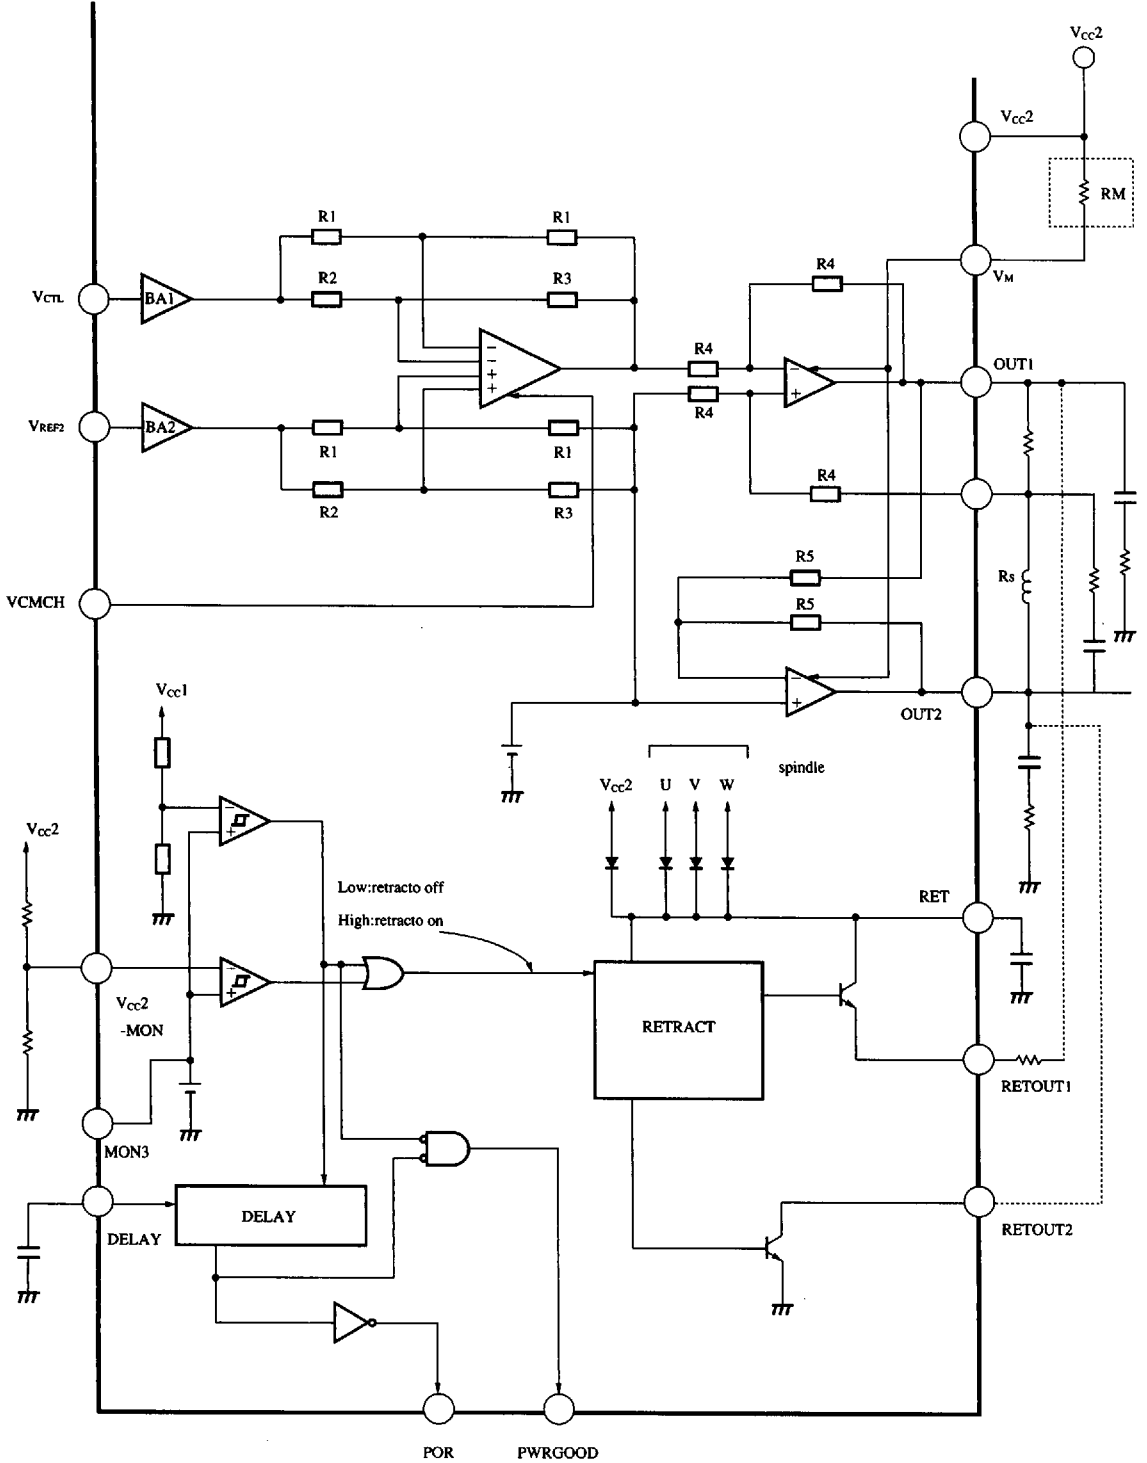 Vcc2
Vcc2
RM
R1
R1
VM
R2
R3
R4
VCTL
BA1
R4
OUT1
−
−
+
+
−
+
R4
VREF2
BA2
R1
R1
R4
R2
R3
R5
Rs
VCMCH
R5
−
+
OUT2
Vcc1
spindle
Vcc2
U
V
W
−
+
Vcc2
Low:retracto off
High:retracto on
RET
−
+
Vcc2
-MON
RETRACT
RETOUT1
MON3
DELAY
DELAY
RETOUT2
POR
PWRGOOD